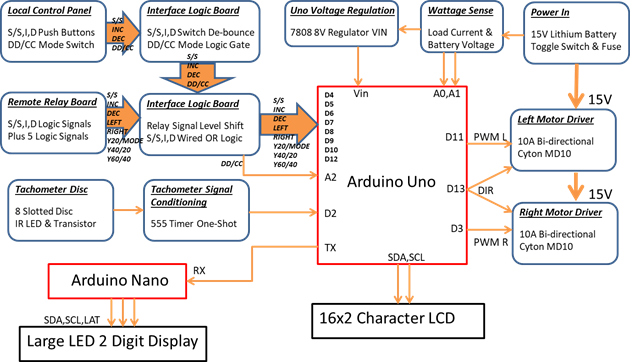 Local Control Panel
S/S,I,D Push Buttons
DD/CC Mode Switch
S/S
INC
DEC
DD/CC
Interface Logic Board
S/S,I,D Switch De-bounce
DD/CC Mode Logic Gate
Uno Voltage Regulation
7808 8V Regulator VIN
Wattage Sense
Load Current &
Battery Voltage
Power In
15V Lithium Battery
Toggle Switch & Fuse
S/S
INC
DEC
DD/CC
Vin
A0,A1
15V
Remote Relay Board
S/S,I,D Logic Signals
Plus 5 Logic Signals
S/S
INC
DEC
LEFT
RIGHT
Y20/MODE
Y40/20
Y60/40
Interface Logic Board
Relay Signal Level Shift
S/S,I,D Wired OR Logic
S/S
INC
DEC
LEFT
RIGHT
Y20/MODE
Y40/20
Y60/40
D4
D5
D6
D7
D8
D9
D10
D12
DD/CC
A2
Arduino Uno
D11
PWM L
Left Motor Driver
10A Bi-directional
Cyton MD10
D13
DIR
15V
Tachometer Disc
8 Slotted Disc
IR LED & Transistor
Tachometer Signal
Conditioning
555 Timer One-Shot
D2
D3
PWM R
Right Motor Driver
10A Bi-directional
Cyton MD10
TX
RX
SDA,SCL
Arduino Nano
SDA,SCL,LAT
Large LED 2 Digit Display
16x2 Character LCD